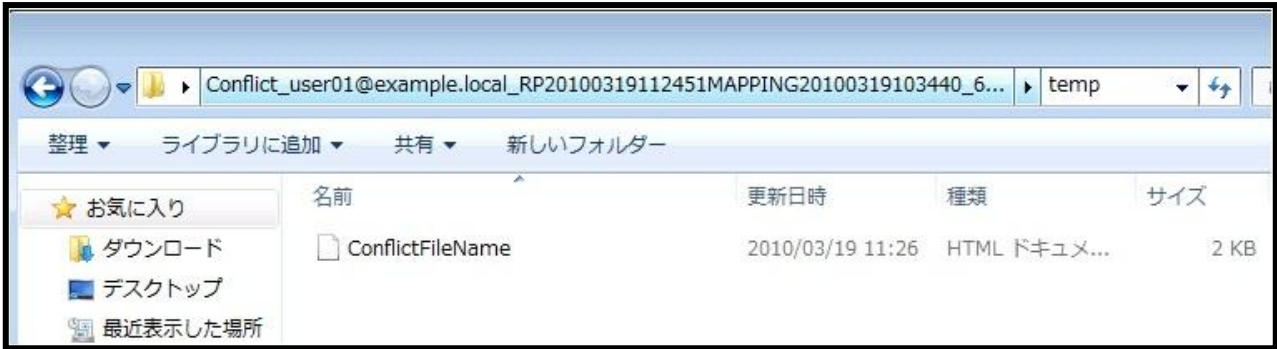 Conflict_user01@example.local_RP20100319112451MAPPING20100319103440_6... temp
整理 ライブラリに追加 共有 新しいフォルダー
お気に入り
ダウンロード
デスクトップ
最近表示した場所
名前 更新日時 種類 サイズ
ConflictFileName 2010/03/19 11:26 HTML ドキュメ... 2 KB